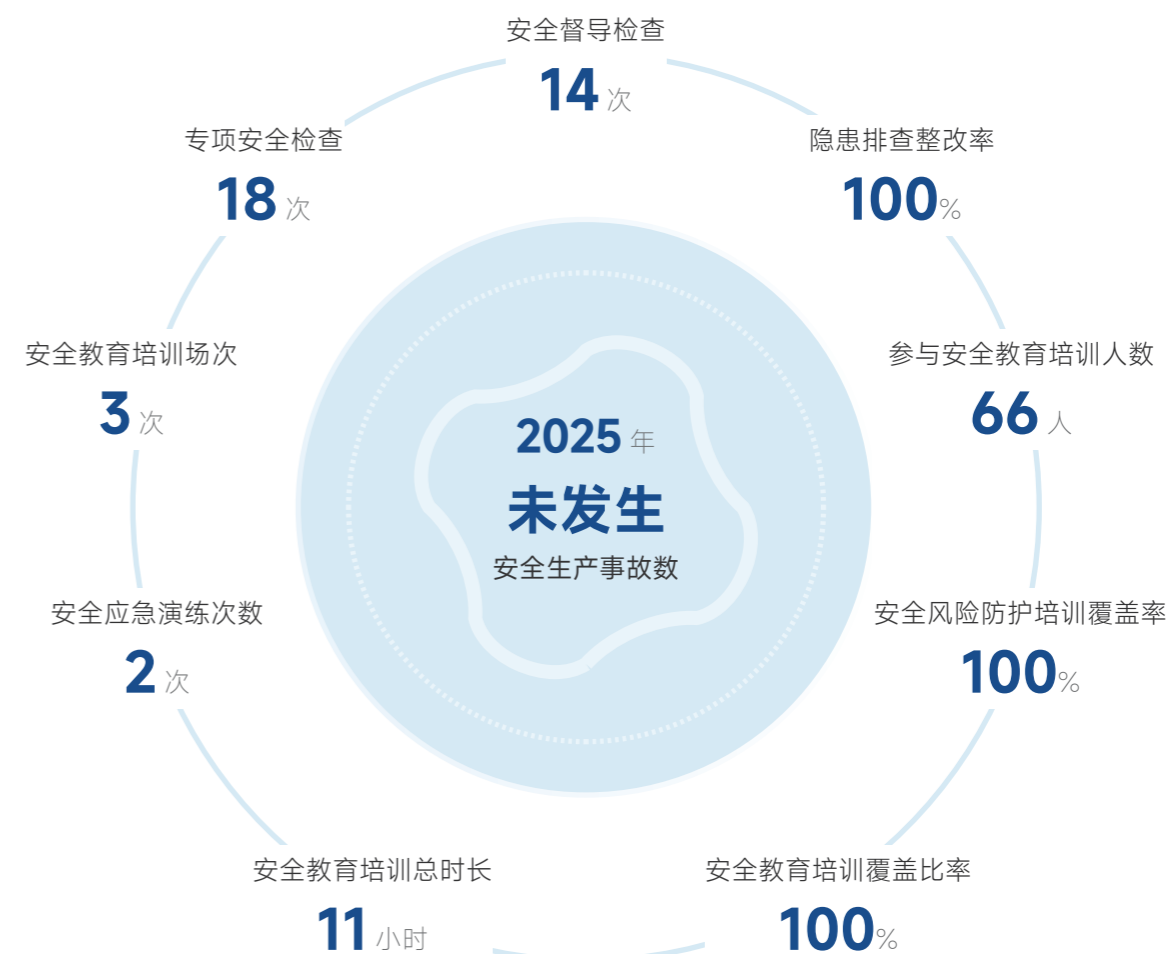 安全督导检查
14 次
专项安全检查
18 次
隐患排查整改率
100%
安全教育培训场次
3 次
参与安全教育培训人数
66 人
2025 年
未发生
安全生产事故数
安全应急演练次数
2 次
安全风险防护培训覆盖率
100%
安全教育培训总时长
11 小时
安全教育培训覆盖比率
100%